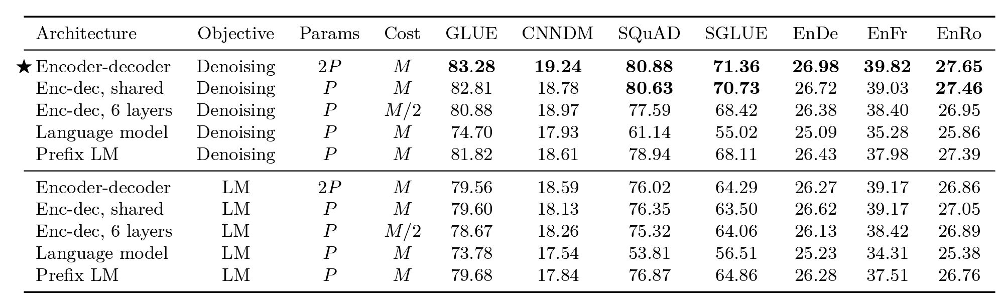 Architecture Objective Params Cost GLUE CNNDM SQuAD SGLUE EnDe EnFr EnRo
★ Encoder-decoder Denoising 2P M 83.28 19.24 80.88 71.36 26.98 39.82 27.65
Enc-dec, shared Denoising P M 82.81 18.78 80.63 70.73 26.72 39.03 27.46
Enc-dec, 6 layers Denoising P M/2 80.88 18.97 77.59 68.42 26.38 38.40 26.95
Language model Denoising P M 74.70 17.93 61.14 55.02 25.09 35.28 25.86
Prefix LM Denoising P M 81.82 18.61 78.94 68.11 26.43 37.98 27.39
Encoder-decoder LM 2P M 79.56 18.59 76.02 64.29 26.27 39.17 26.86
Enc-dec, shared LM P M 79.60 18.13 76.35 63.50 26.62 39.17 27.05
Enc-dec, 6 layers LM P M/2 78.67 18.26 75.32 64.06 26.13 38.42 26.89
Language model LM P M 73.78 17.54 53.81 56.51 25.23 34.31 25.38
Prefix LM LM P M 79.68 17.84 76.87 64.86 26.28 37.51 26.76